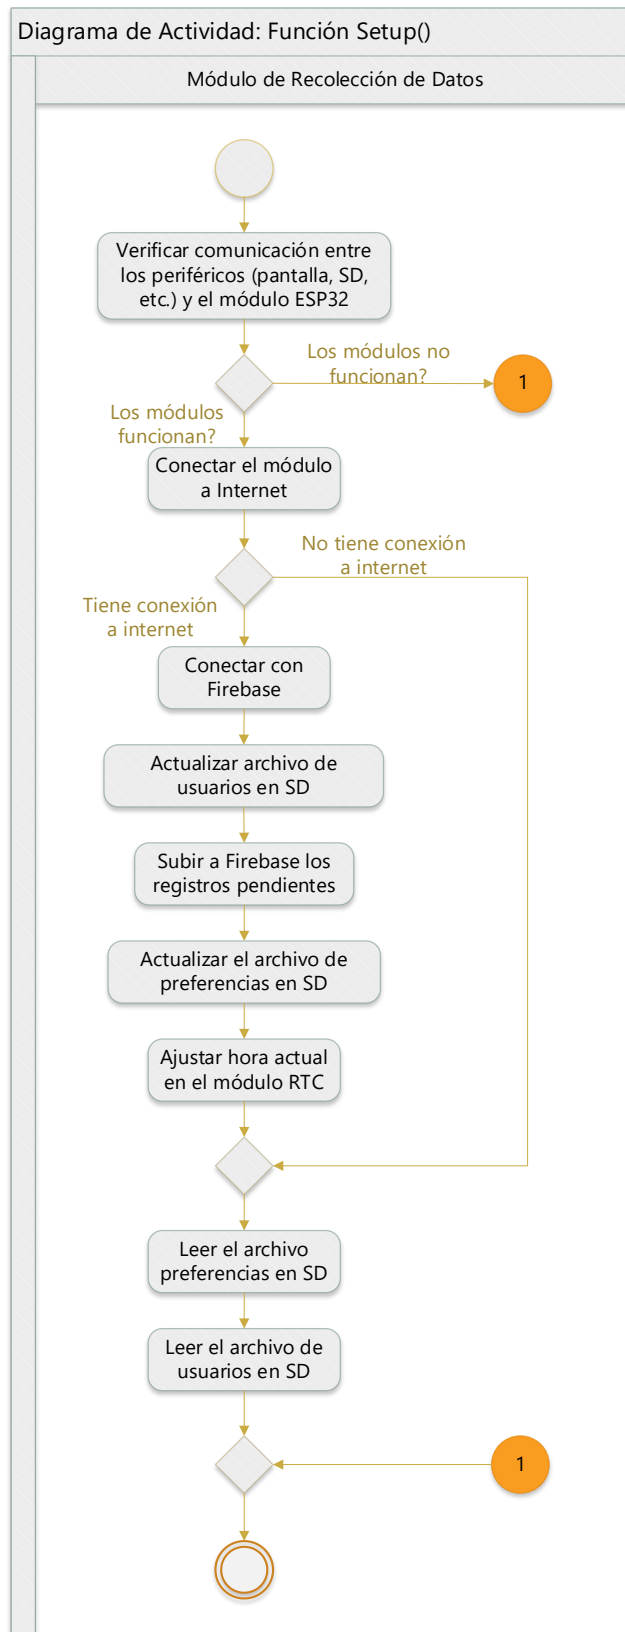 Diagrama de Actividad: Función Setup()
Módulo de Recolección de Datos
Verificar comunicación entre
los periféricos (pantalla, SD,
etc.) y el módulo ESP32
Los módulos no
funcionan?
1
Los módulos
funcionan?
Conectar el módulo
a Internet
No tiene conexión
a internet
Tiene conexión
a internet
Conectar con
Firebase
Actualizar archivo de
usuarios en SD
Subir a Firebase los
registros pendientes
Actualizar el archivo de
preferencias en SD
Ajustar hora actual
en el módulo RTC
Leer el archivo
preferencias en SD
Leer el archivo de
usuarios en SD
1